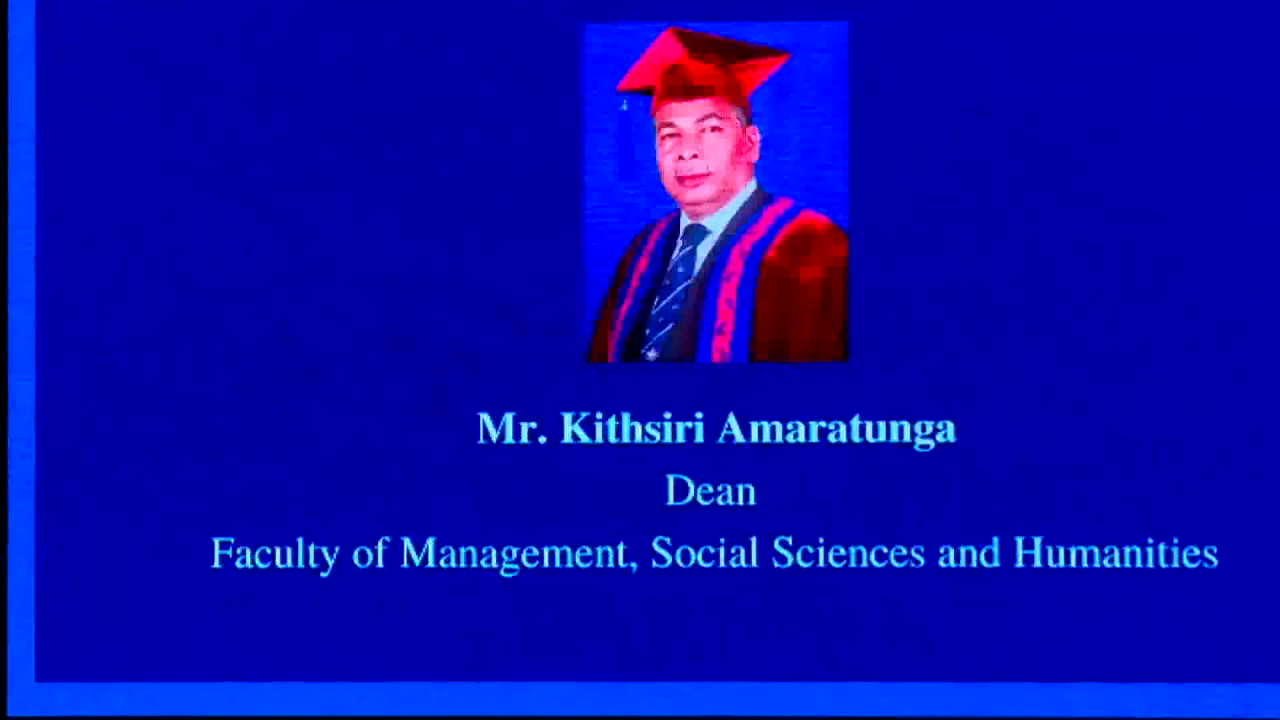 Mr. Kithsiri Amaratunga
Dean
Faculty of Management, Social Sciences and Humanities